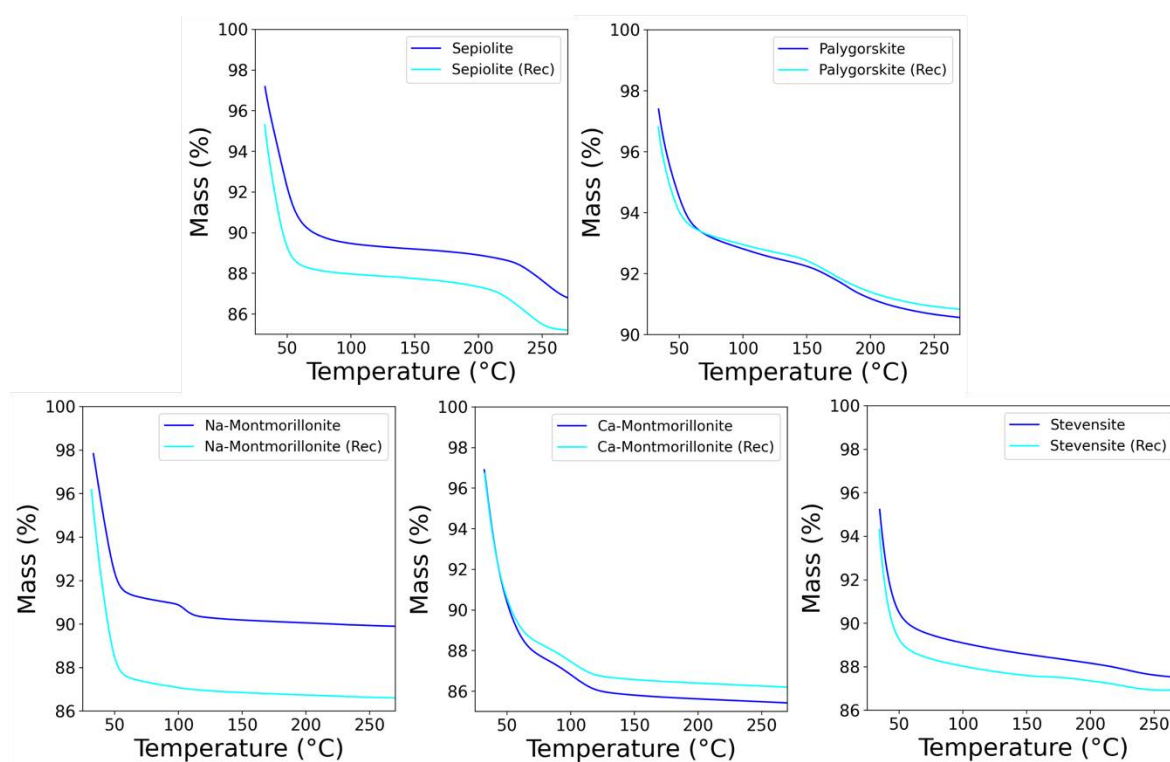 Sepiolite
Sepiolite (Rec)
100
98
96
94
92
90
88
86
Mass (%)
50 100 150 200 250
Temperature (°C)
Palygorskite
Palygorskite (Rec)
100
98
96
94
92
90
Mass (%)
50 100 150 200 250
Temperature (°C)
Na-Montmorillonite
Na-Montmorillonite (Rec)
100
98
96
94
92
90
88
86
Mass (%)
50 100 150 200 250
Temperature (°C)
Ca-Montmorillonite
Ca-Montmorillonite (Rec)
100
98
96
94
92
90
88
86
Mass (%)
50 100 150 200 250
Temperature (°C)
Stevensite
Stevensite (Rec)
100
98
96
94
92
90
88
86
Mass (%)
50 100 150 200 250
Temperature (°C)